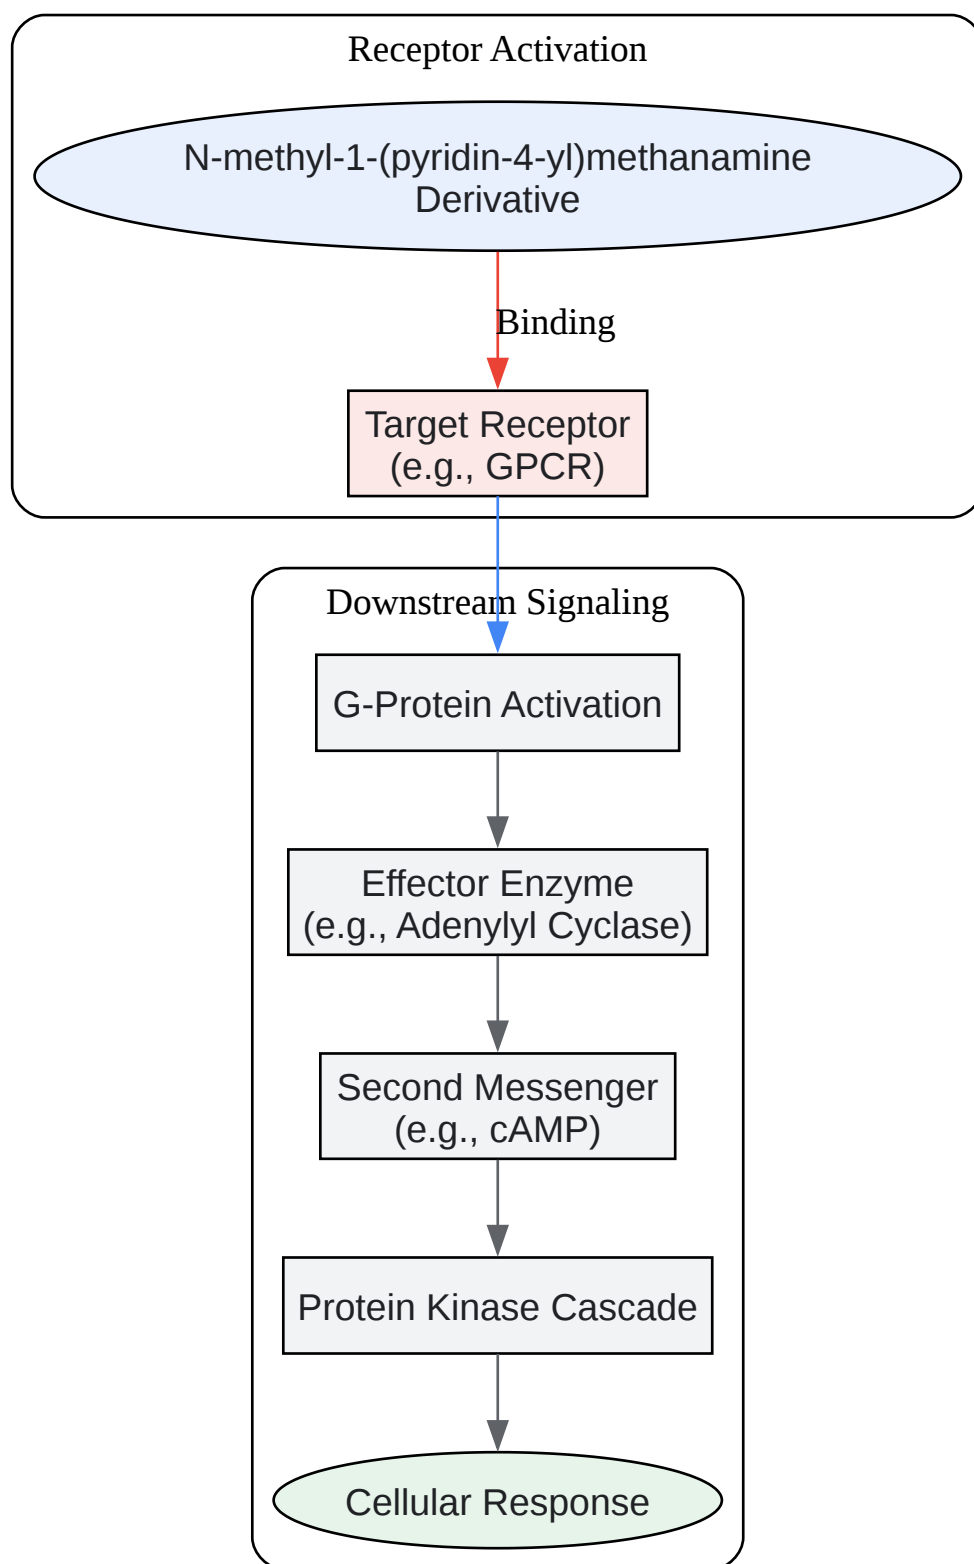 Receptor Activation
N-methyl-1-(pyridin-4-yl)methanamine
Derivative
Binding
Target Receptor
(e.g., GPCR)
Downstream Signaling
G-Protein Activation
Effector Enzyme
(e.g., Adenylyl Cyclase)
Second Messenger
(e.g., cAMP)
Protein Kinase Cascade
Cellular Response